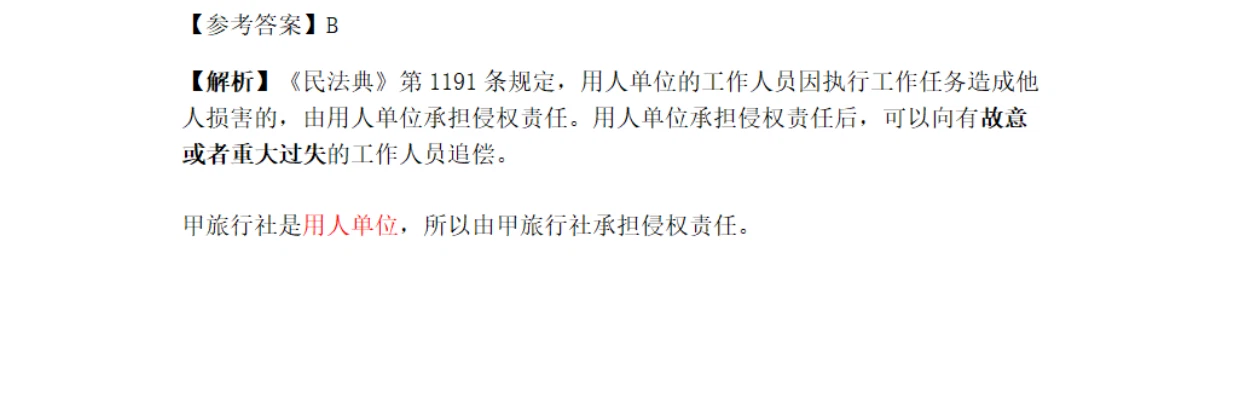 【参考答案】B
【解析】《民法典》第 1191 条规定，用人单位的工作人员因执行工作任务造成他
人损害的，由用人单位承担侵权责任。用人单位承担侵权责任后，可以向有故意
或者重大过失的工作人员追偿。
甲旅行社是用人单位，所以由甲旅行社承担侵权责任。